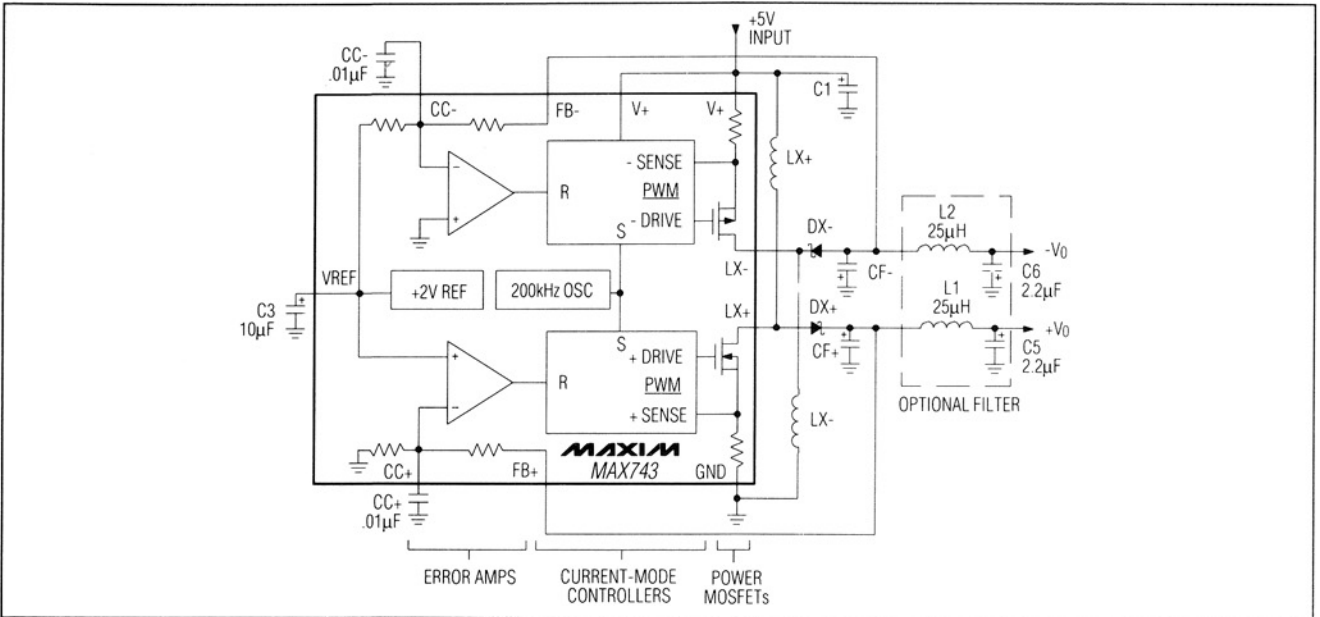 +5V
INPUT
CC-
.01µF
C1
CC-
FB-
V+
V+
LX+
- SENSE
PWM
- DRIVE
R
S
L2
25µH
DX-
-V0
LX-
CF-
C6
2.2µF
VREF
+2V REF
200kHz OSC
L1
25µH
C3
10µF
LX+
DX+
+V0
CF+
C5
2.2µF
S
+ DRIVE
R
PWM
+ SENSE
OPTIONAL FILTER
LX-
MAXIM
MAX743
CC+
FB+
GND
CC+
.01µF
ERROR AMPS
CURRENT-MODE
CONTROLLERS
POWER
MOSFETs